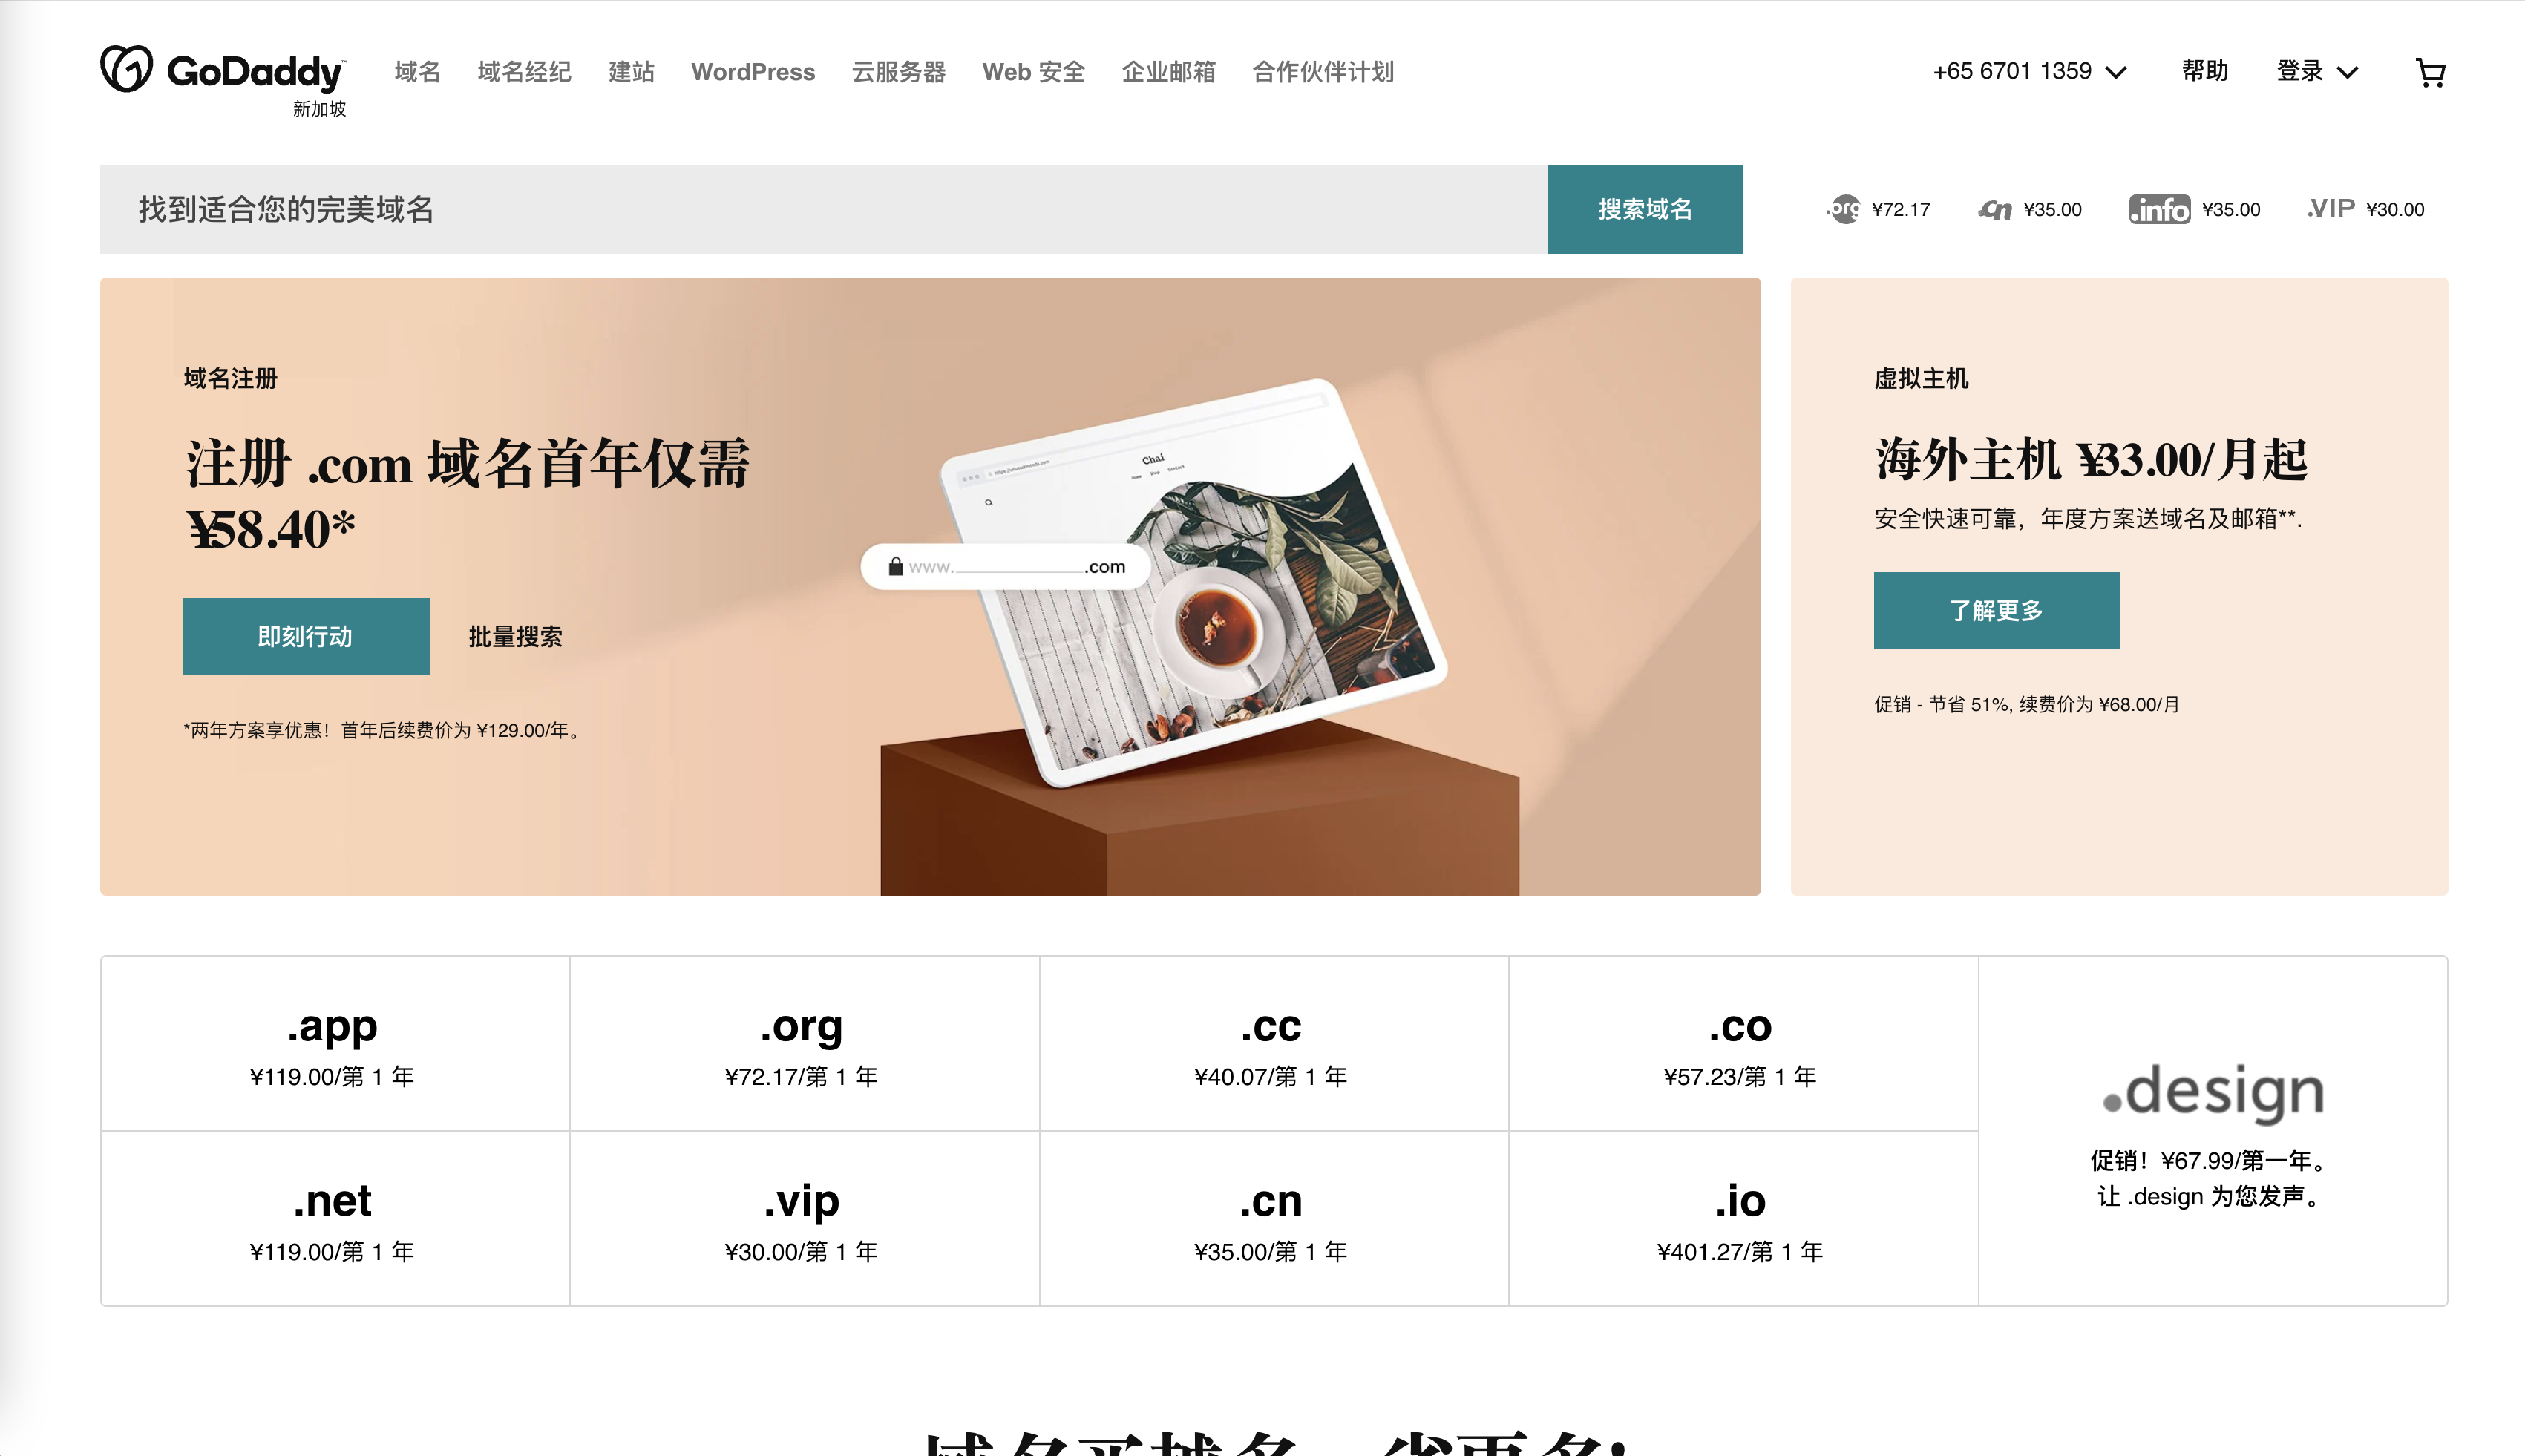 GoDaddy™
新加坡
域名 域名经纪 建站 WordPress 云服务器 Web 安全 企业邮箱 合作伙伴计划
+65 6701 1359 帮助 登录
找到适合您的完美域名
搜索域名
.org ¥72.17 .cn ¥35.00 .info ¥35.00 .VIP ¥30.00
域名注册
注册 .com 域名首年仅需
¥58.40*
即刻行动
批量搜索
*两年方案享优惠！首年后续费价为 ¥129.00/年。
Chai
Home Shop Contact
www. .com
虚拟主机
海外主机 ¥33.00/月起
安全快速可靠，年度方案送域名及邮箱**.
了解更多
促销 - 节省 51%, 续费价为 ¥68.00/月
.app
¥119.00/第 1 年
.org
¥72.17/第 1 年
.cc
¥40.07/第 1 年
.co
¥57.23/第 1 年
.net
¥119.00/第 1 年
.vip
¥30.00/第 1 年
.cn
¥35.00/第 1 年
.io
¥401.27/第 1 年
.design
促销！¥67.99/第一年。
让 .design 为您发声。